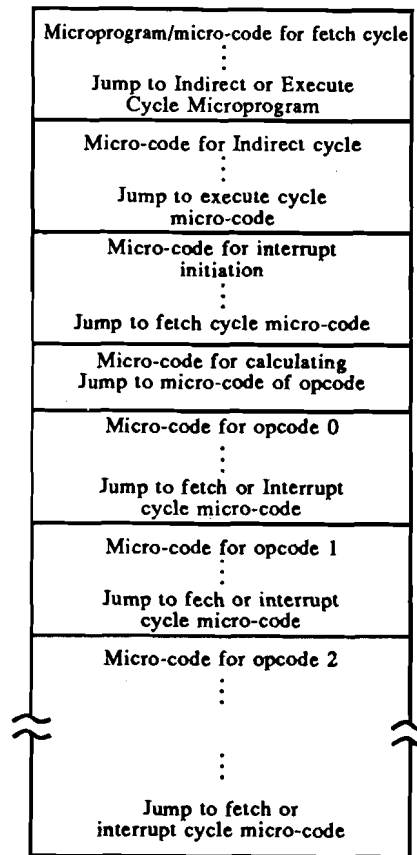 Microprogram/micro-code for fetch cycle
Jump to Indirect or Execute
Cycle Microprogram
Micro-code for Indirect cycle
Jump to execute cycle
micro-code
Micro-code for interrupt
initiation
Jump to fetch cycle micro-code
Micro-code for calculating
Jump to micro-code of opcode
Micro-code for opcode 0
Jump to fetch or Interrupt
cycle micro-code
Micro-code for opcode 1
Jump to fech or interrupt
cycle micro-code
Micro-code for opcode 2
Jump to fetch or
interrupt cycle micro-code